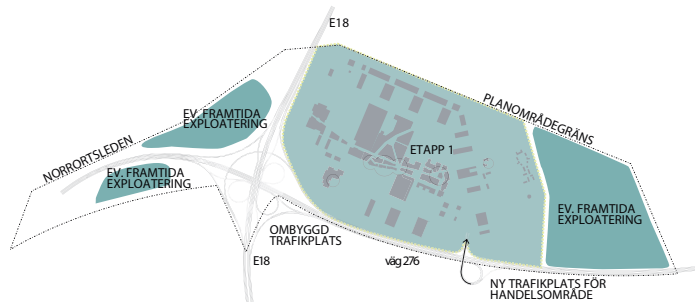 E18
PLANOMRÅDEGRÄNS
EV. FRAMTIDA
EXPLOATERING
NORRORTSLEDEN
ETAPP 1
EV. FRAMTIDA
EXPLOATERING
EV. FRAMTIDA
EXPLOATERING
OMBYGGD
TRAFIKPLATS
E18
väg 276
NY TRAFIKPLATS FÖR
HANDELSOMRÅDE